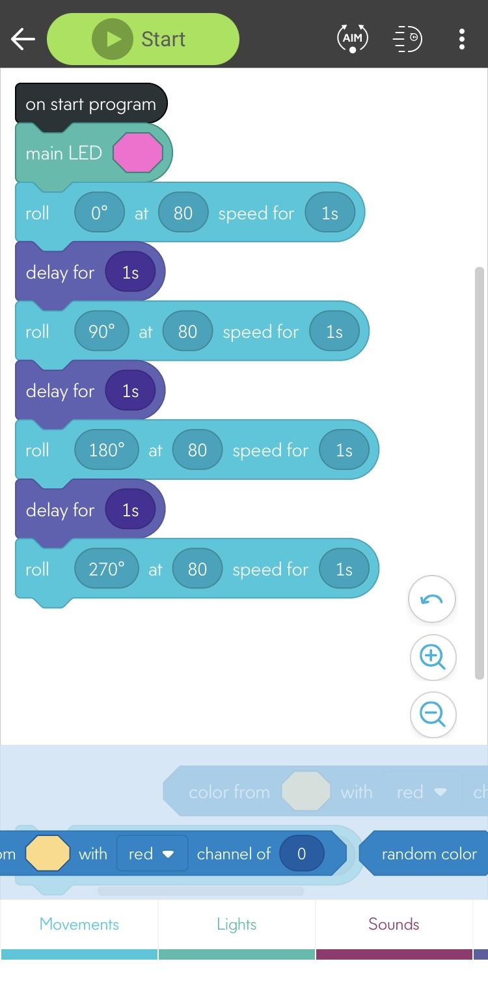 Start AIM
on start program
main LED
roll 0° at 80 speed for 1s
delay for 1s
roll 90° at 80 speed for 1s
delay for 1s
roll 180° at 80 speed for 1s
delay for 1s
roll 270° at 80 speed for 1s
color from with red ch
om with red channel of 0 random color
Movements Lights Sounds